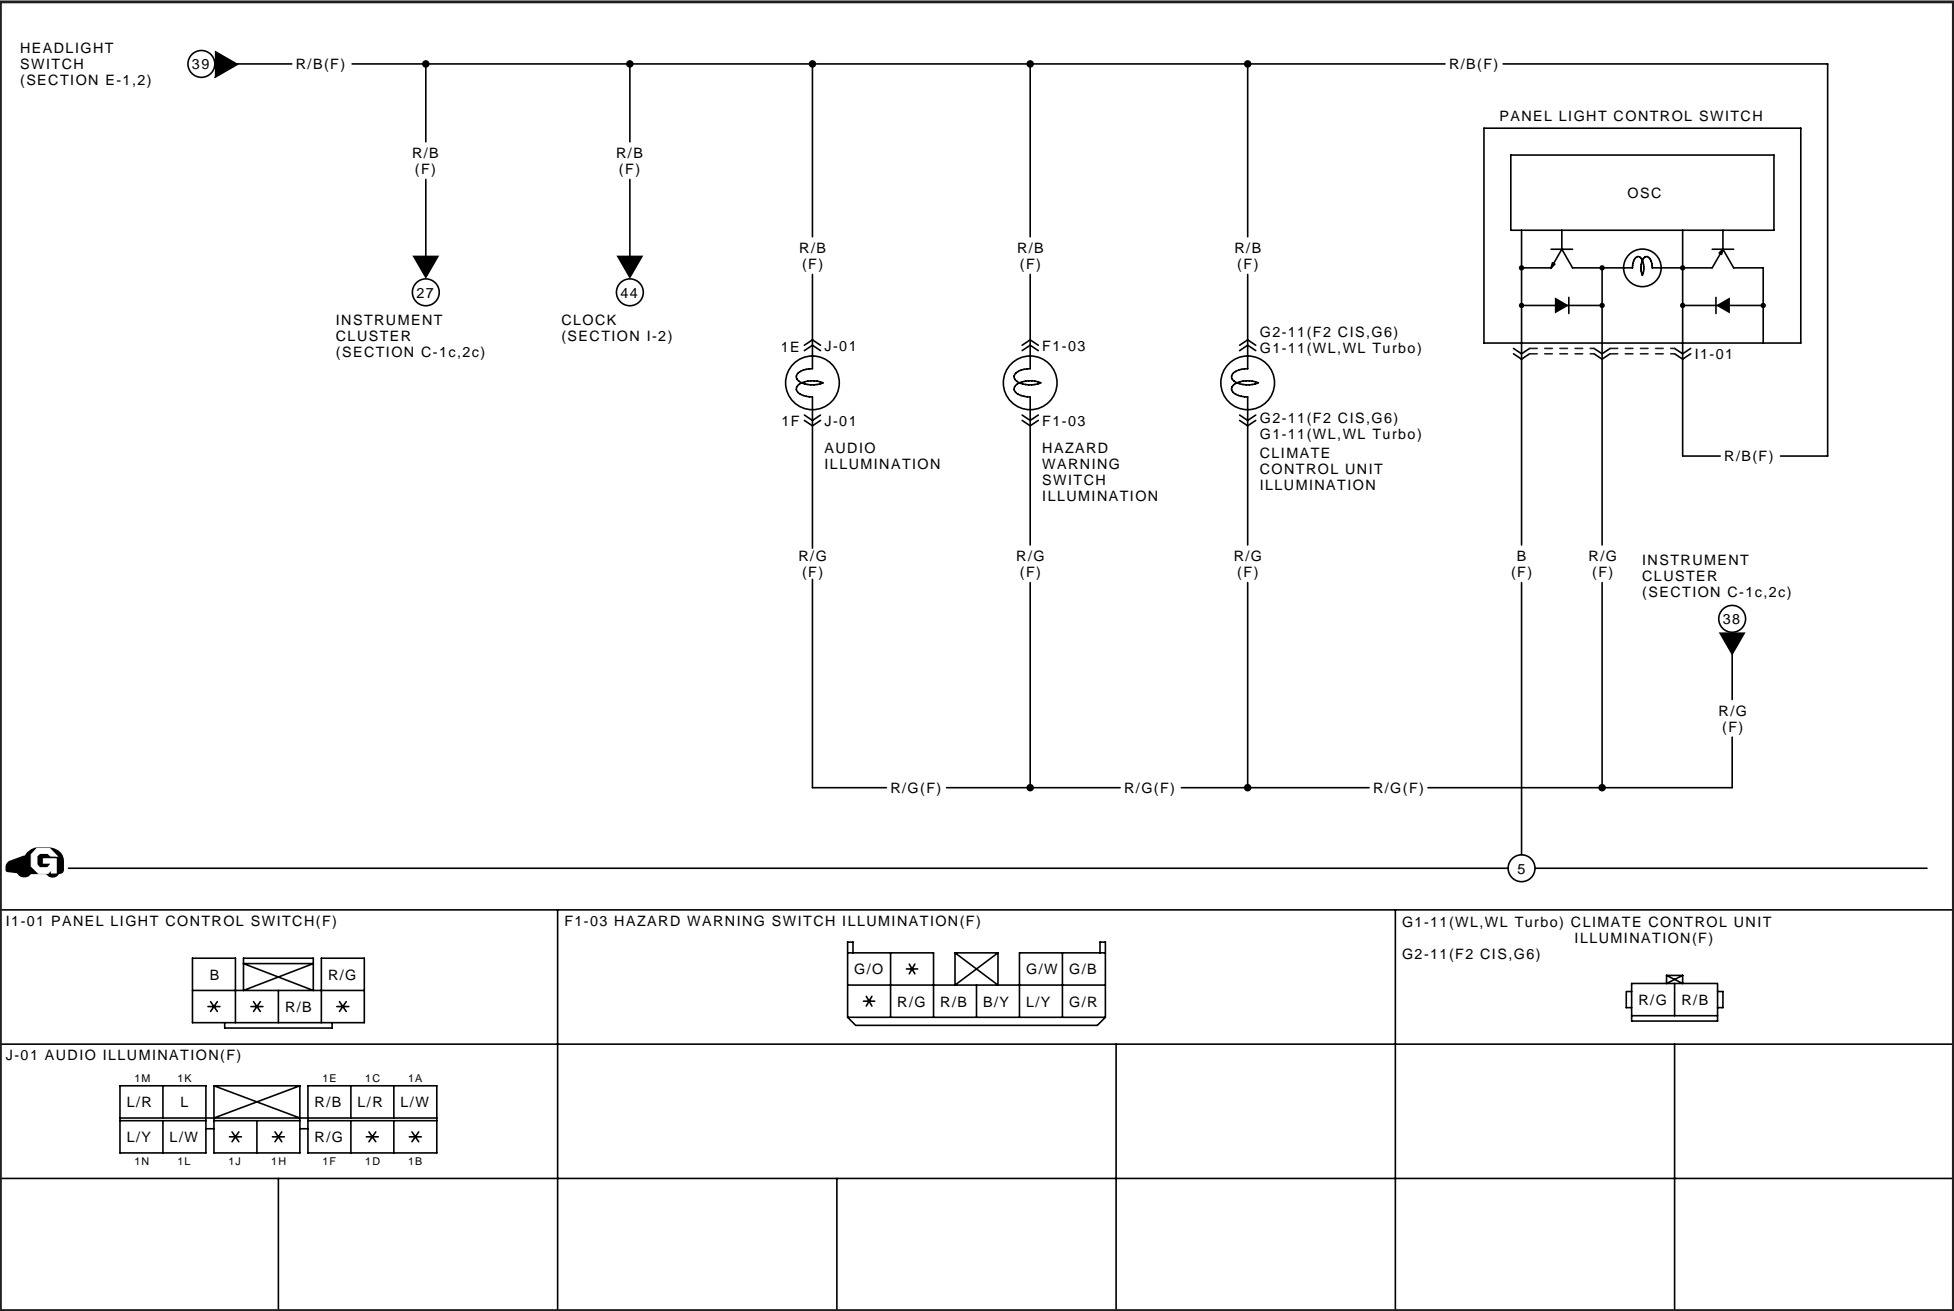 HEADLIGHT
SWITCH
(SECTION E-1,2)
39
R/B(F)
R/B(F)
PANEL LIGHT CONTROL SWITCH
OSC
R/B
(F)
R/B
(F)
R/B
(F)
R/B
(F)
R/B
(F)
27
44
INSTRUMENT
CLUSTER
(SECTION C-1c,2c)
CLOCK
(SECTION I-2)
1E J-01
F1-03
G2-11(F2 CIS,G6)
G1-11(WL,WL Turbo)
I1-01
1F J-01
F1-03
G2-11(F2 CIS,G6)
G1-11(WL,WL Turbo)
AUDIO
ILLUMINATION
HAZARD
WARNING
SWITCH
ILLUMINATION
CLIMATE
CONTROL UNIT
ILLUMINATION
R/B(F)
R/G
(F)
R/G
(F)
R/G
(F)
B
(F)
R/G
(F)
INSTRUMENT
CLUSTER
(SECTION C-1c,2c)
38
R/G
(F)
R/G(F)
R/G(F)
R/G(F)
G
5
I1-01 PANEL LIGHT CONTROL SWITCH(F)
B R/G
* * R/B *
F1-03 HAZARD WARNING SWITCH ILLUMINATION(F)
G/O * G/W G/B
* R/G R/B B/Y L/Y G/R
G1-11(WL,WL Turbo) CLIMATE CONTROL UNIT
ILLUMINATION(F)
G2-11(F2 CIS,G6)
R/G R/B
J-01 AUDIO ILLUMINATION(F)
1M 1K 1E 1C 1A
L/R L R/B L/R L/W
L/Y L/W * * R/G * *
1N 1L 1J 1H 1F 1D 1B